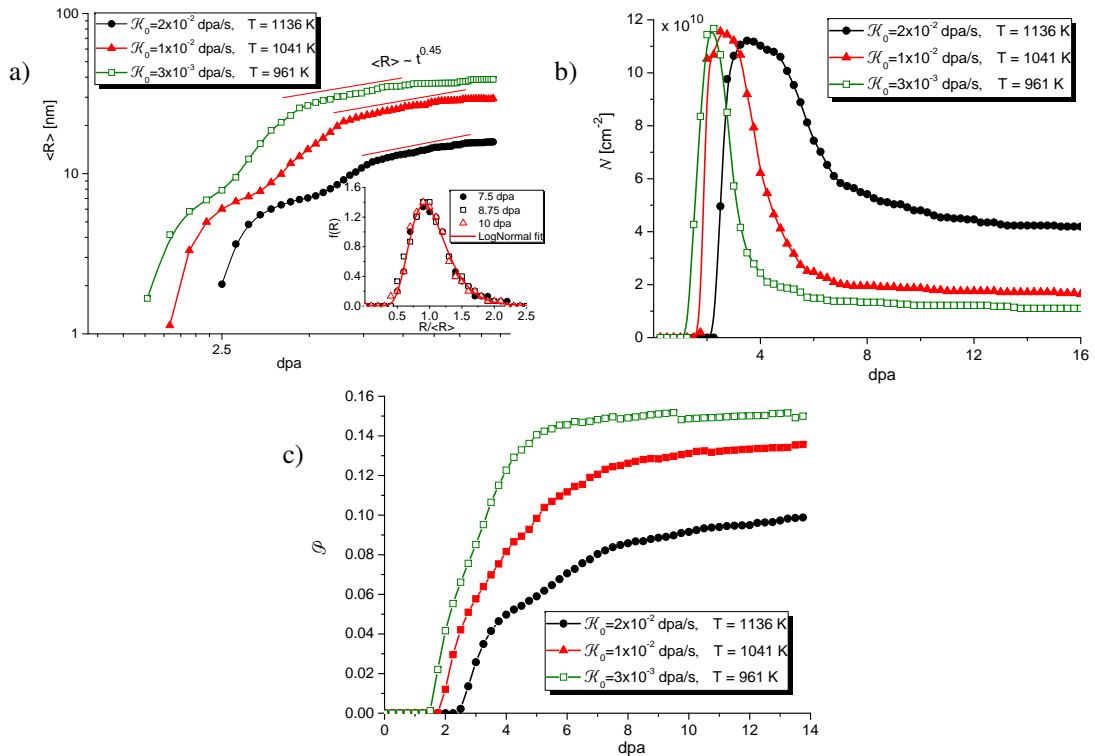 a)
100
10
1
<R> [nm]
𝒦₀=2x10⁻² dpa/s, T = 1136 K
𝒦₀=1x10⁻² dpa/s, T = 1041 K
𝒦₀=3x10⁻³ dpa/s, T = 961 K
<R> ~ t^0.45
2.5
dpa
1.6
1.2
0.8
0.4
0.0
f(R)
7.5 dpa
8.75 dpa
10 dpa
LogNormal fit
0.5 1.0 1.5 2.0 2.5
R/<R>
b)
x 10¹⁰
12
10
8
6
4
2
0
N [cm⁻²]
𝒦₀=2x10⁻² dpa/s, T = 1136 K
𝒦₀=1x10⁻² dpa/s, T = 1041 K
𝒦₀=3x10⁻³ dpa/s, T = 961 K
0 4 8 12 16
dpa
c)
0.16
0.14
0.12
0.10
0.08
0.06
0.04
0.02
0.00
𝒫
𝒦₀=2x10⁻² dpa/s, T = 1136 K
𝒦₀=1x10⁻² dpa/s, T = 1041 K
𝒦₀=3x10⁻³ dpa/s, T = 961 K
0 2 4 6 8 10 12 14
dpa